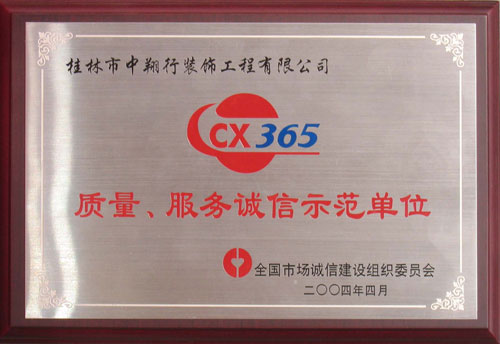 桂林市中翔行装饰工程有限公司
CX 365
质量、服务诚信示范单位
全国市场诚信建设组织委员会
二〇〇四年四月